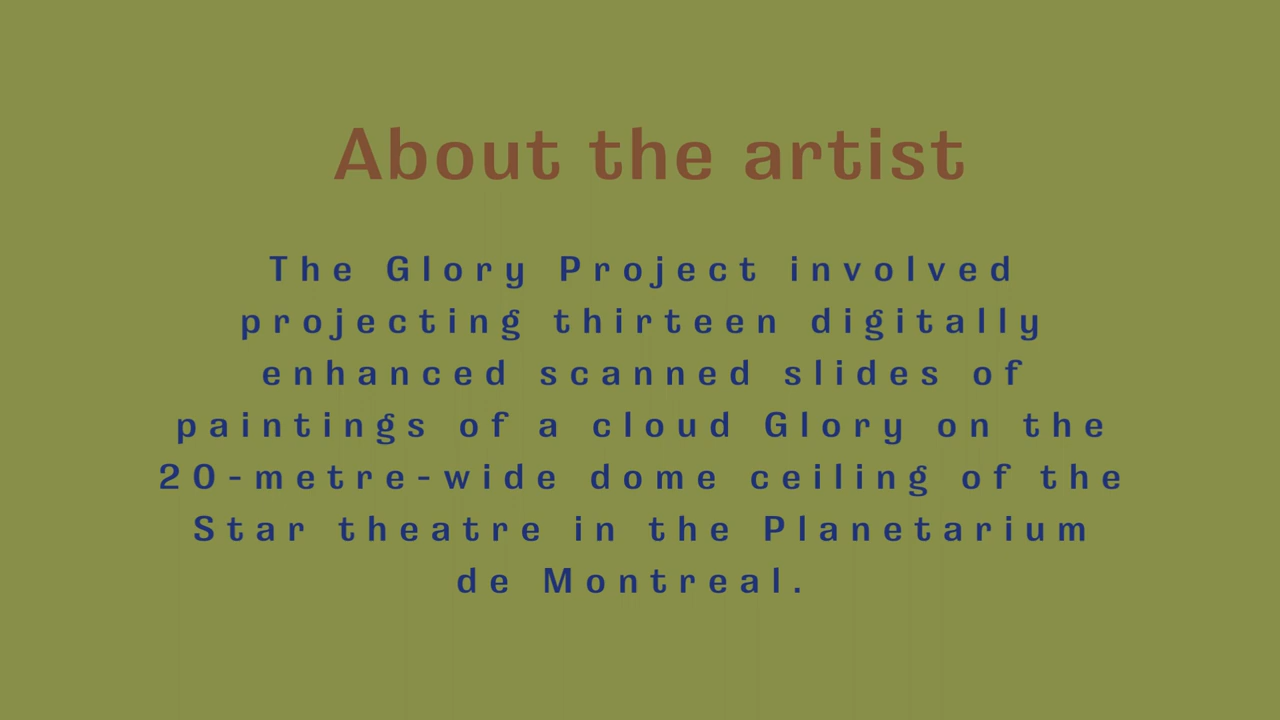 About the artist
The Glory Project involved
projecting thirteen digitally
enhanced scanned slides of
paintings of a cloud Glory on the
20-metre-wide dome ceiling of the
Star theatre in the Planetarium
de Montreal.